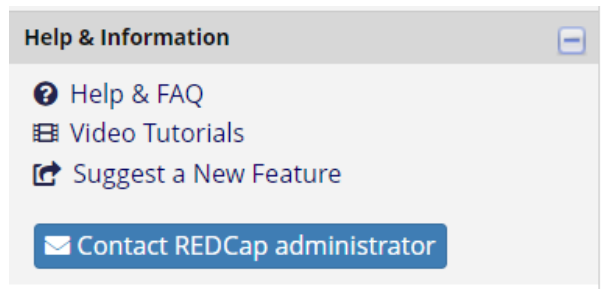 Help & Information
Help & FAQ
Video Tutorials
Suggest a New Feature
Contact REDCap administrator